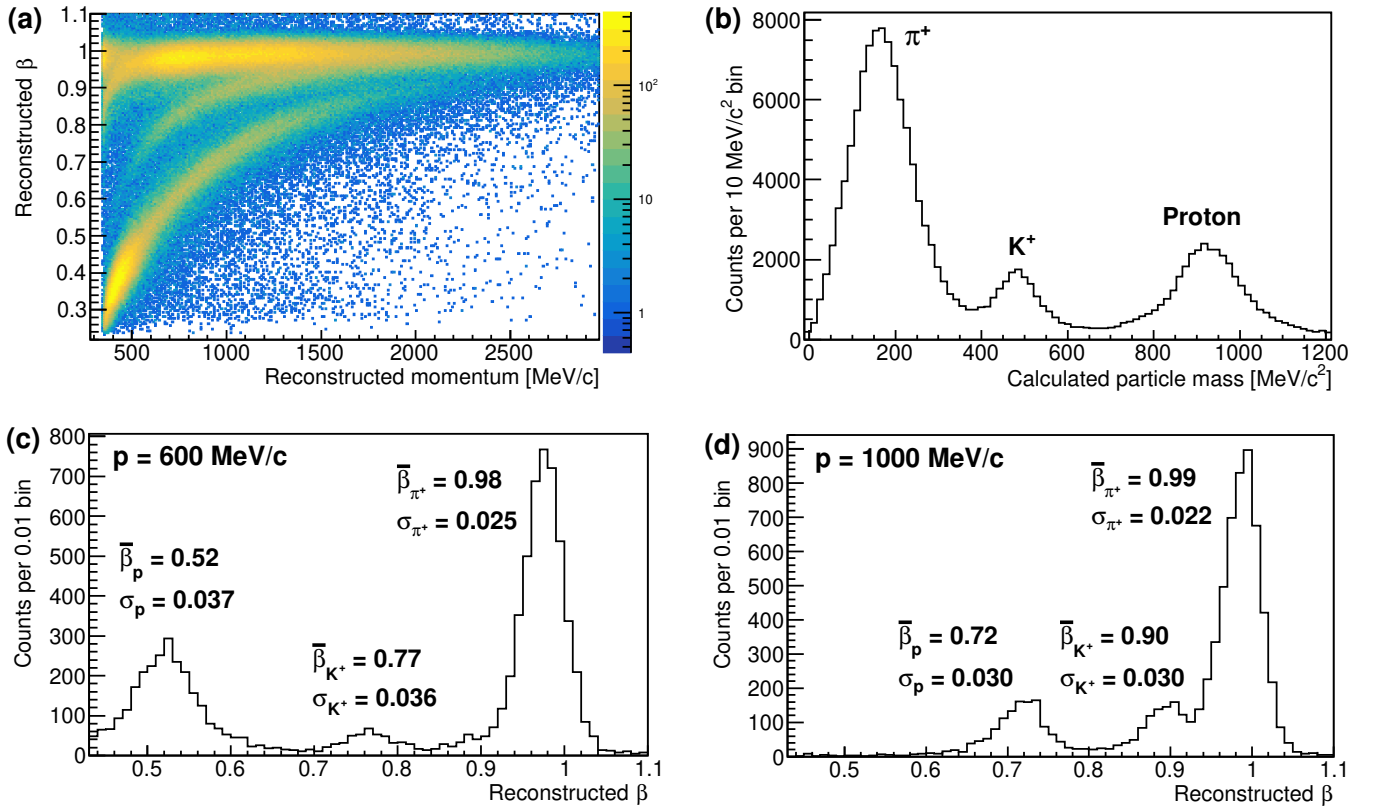 (a)
Reconstructed β
1.1
1
0.9
0.8
0.7
0.6
0.5
0.4
0.3
10²
10
1
500 1000 1500 2000 2500
Reconstructed momentum [MeV/c]
(b)
Counts per 10 MeV/c² bin
8000
6000
4000
2000
0
π⁺
K⁺
Proton
0 200 400 600 800 1000 1200
Calculated particle mass [MeV/c²]
(c)
Counts per 0.01 bin
800
700
600
500
400
300
200
100
0
p = 600 MeV/c
β̅π⁺ = 0.98
σπ⁺ = 0.025
β̅p = 0.52
σp = 0.037
β̅K⁺ = 0.77
σK⁺ = 0.036
0.5 0.6 0.7 0.8 0.9 1 1.1
Reconstructed β
(d)
Counts per 0.01 bin
900
800
700
600
500
400
300
200
100
0
p = 1000 MeV/c
β̅π⁺ = 0.99
σπ⁺ = 0.022
β̅p = 0.72
σp = 0.030
β̅K⁺ = 0.90
σK⁺ = 0.030
0.5 0.6 0.7 0.8 0.9 1 1.1
Reconstructed β